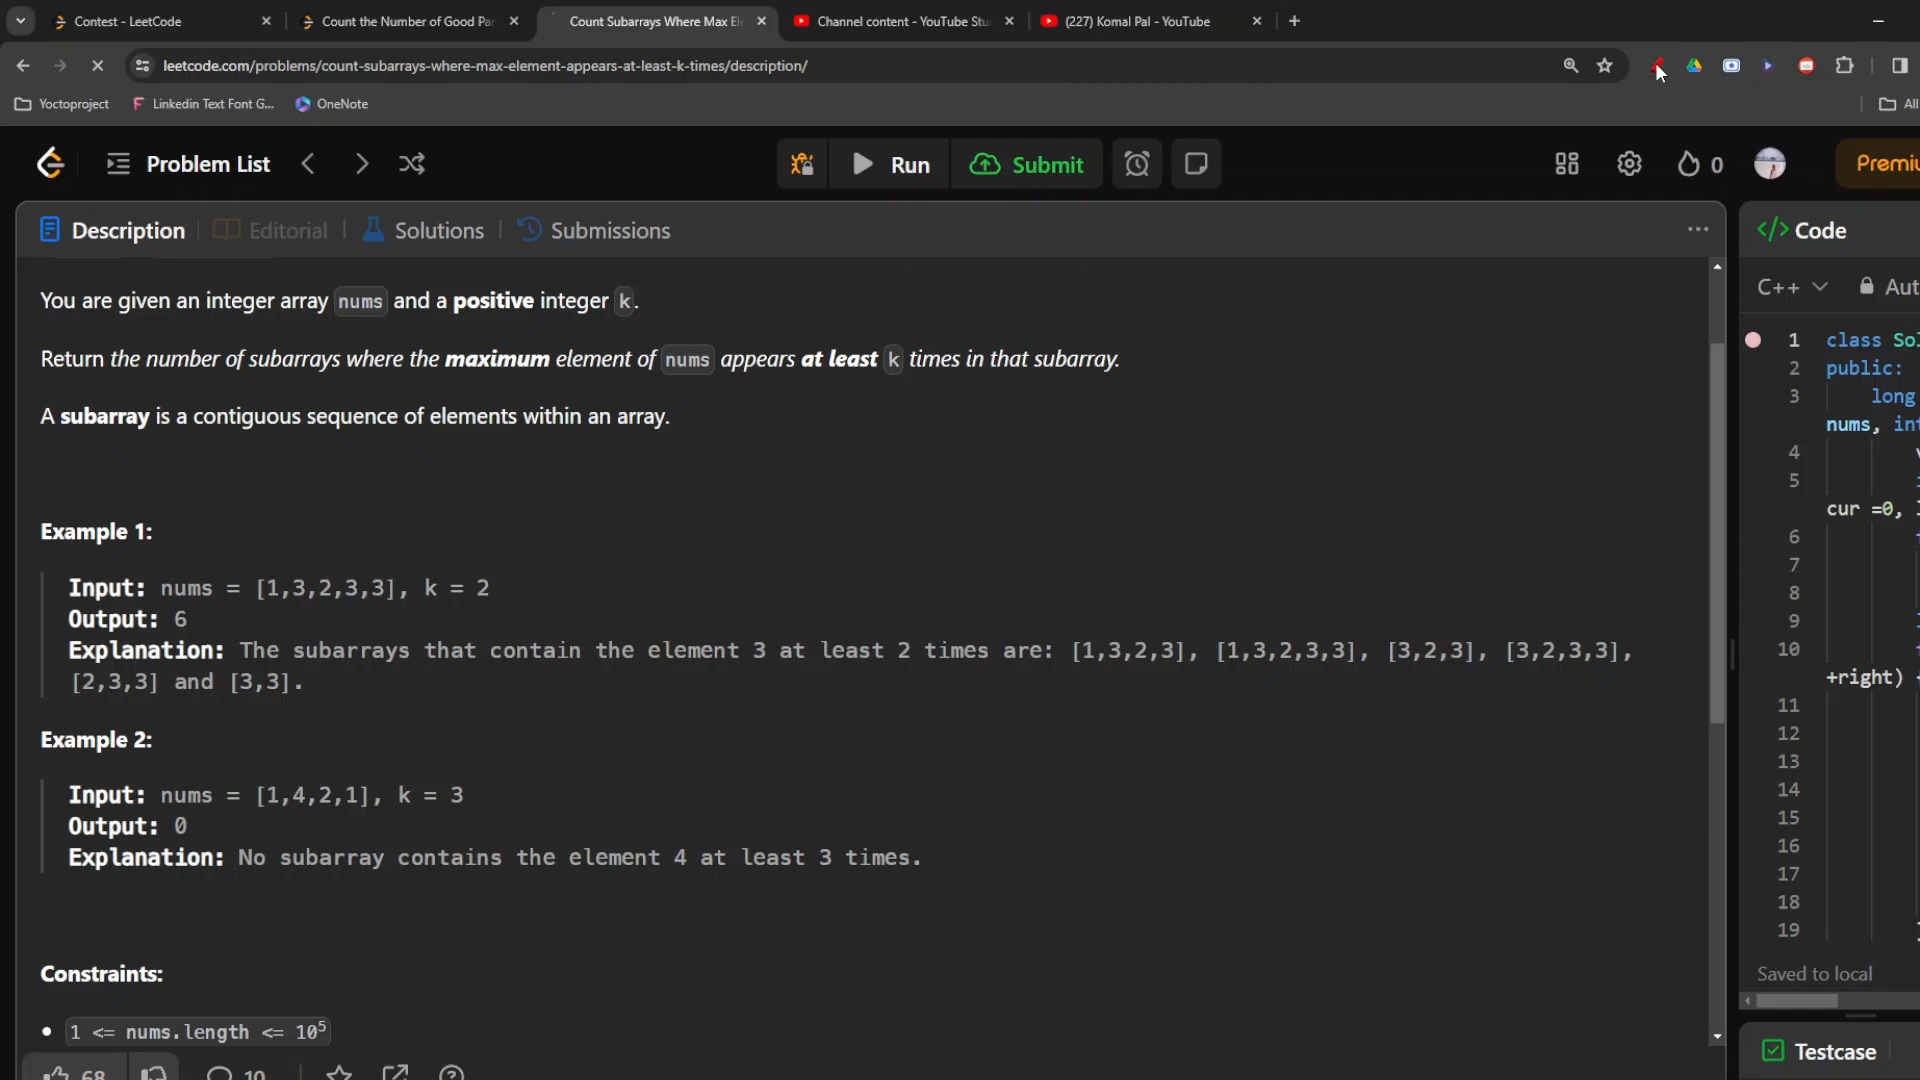 Contest - LeetCode
Count the Number of Good Pa
Count Subarrays Where Max El
Channel content - YouTube Stu
(227) Komal Pal - YouTube
leetcode.com/problems/count-subarrays-where-max-element-appears-at-least-k-times/description/
Yoctoproject
Linkedin Text Font G...
OneNote
All
Problem List
Run
Submit
0
Premiu
Description
Editorial
Solutions
Submissions
You are given an integer array nums and a positive integer k.
Return the number of subarrays where the maximum element of nums appears at least k times in that subarray.
A subarray is a contiguous sequence of elements within an array.
Example 1:
Input: nums = [1,3,2,3,3], k = 2
Output: 6
Explanation: The subarrays that contain the element 3 at least 2 times are: [1,3,2,3], [1,3,2,3,3], [3,2,3], [3,2,3,3],
[2,3,3] and [3,3].
Example 2:
Input: nums = [1,4,2,1], k = 3
Output: 0
Explanation: No subarray contains the element 4 at least 3 times.
Constraints:
1 <= nums.length <= 10⁵
68
10
</> Code
C++
Aut
1 class Sol
2 public:
3 long
nums, int
4
5
cur =0,
6
7
8
9
10
+right)
11
12
13
14
15
16
17
18
19
Saved to local
Testcase